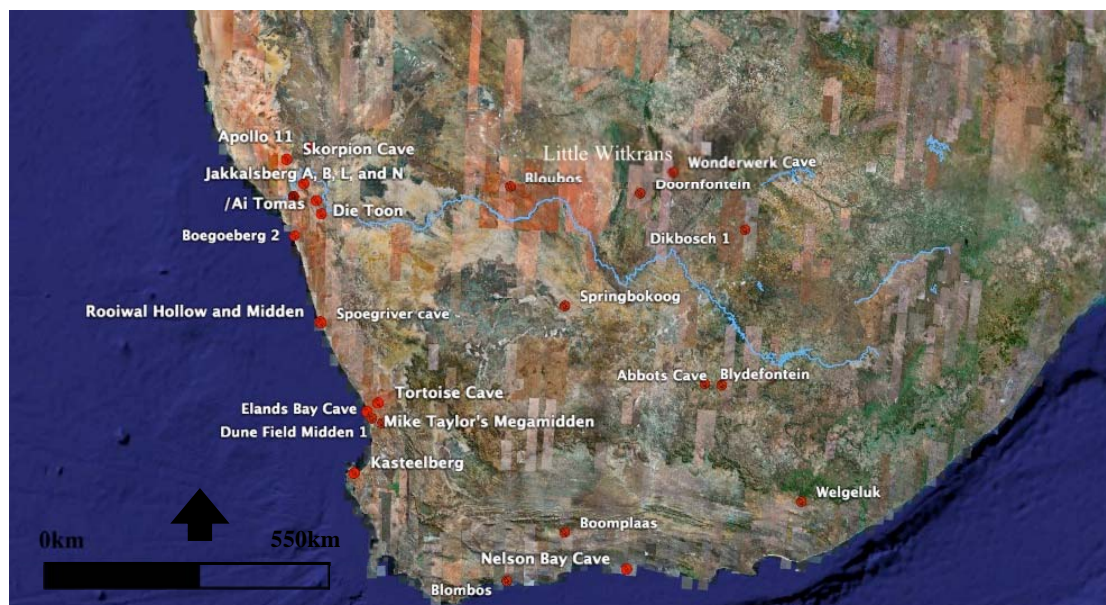 Apollo 11
Skorpion Cave
Jakkalsberg A, B, L, and N
/Ai Tomas
Die Toon
Boegoeberg 2
Bloubos
Little Witkrans
Wonderwerk Cave
Doornfontein
Dikbosch 1
Rooiwal Hollow and Midden
Spoegriver cave
Springbokoog
Abbots Cave
Blydefontein
Tortoise Cave
Elands Bay Cave
Mike Taylor's Megamidden
Dune Field Midden 1
Kasteelberg
Welgeluk
Boomplaas
Nelson Bay Cave
Blombos
0km 550km